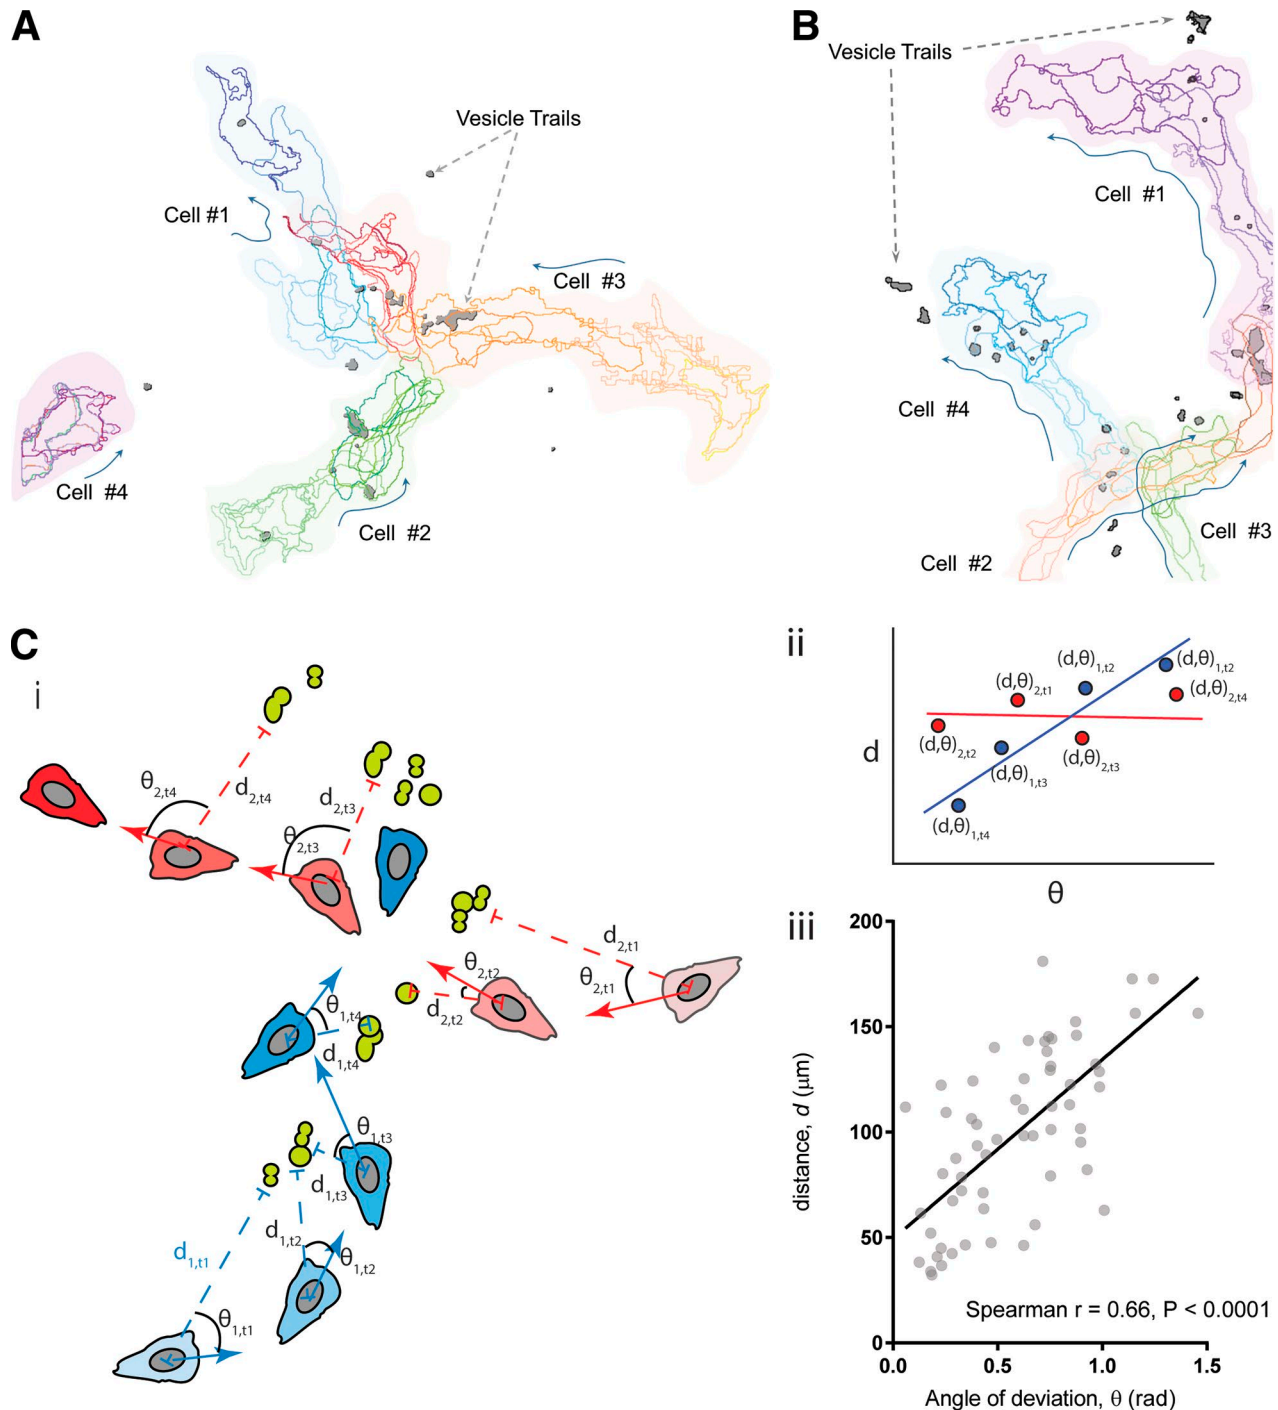 A
Vesicle Trails
Cell #1
Cell #3
Cell #4
Cell #2
B
Vesicle Trails
Cell #1
Cell #4
Cell #3
Cell #2
C
i
θ2,t4
d2,t4
d2,t3
θ2,t3
d2,t1
θ2,t2
θ2,t1
d2,t2
θ1,t4
d1,t4
θ1,t3
d1,t3
d1,t2
d1,t1
θ1,t2
θ1,t1
ii
(d,θ)1,t2
(d,θ)1,t2
(d,θ)2,t1
(d,θ)2,t4
d
(d,θ)2,t2
(d,θ)2,t3
(d,θ)1,t3
(d,θ)1,t4
θ
iii
200
150
100
50
0
distance, d (μm)
Spearman r = 0.66, P < 0.0001
0.0 0.5 1.0 1.5
Angle of deviation, θ (rad)